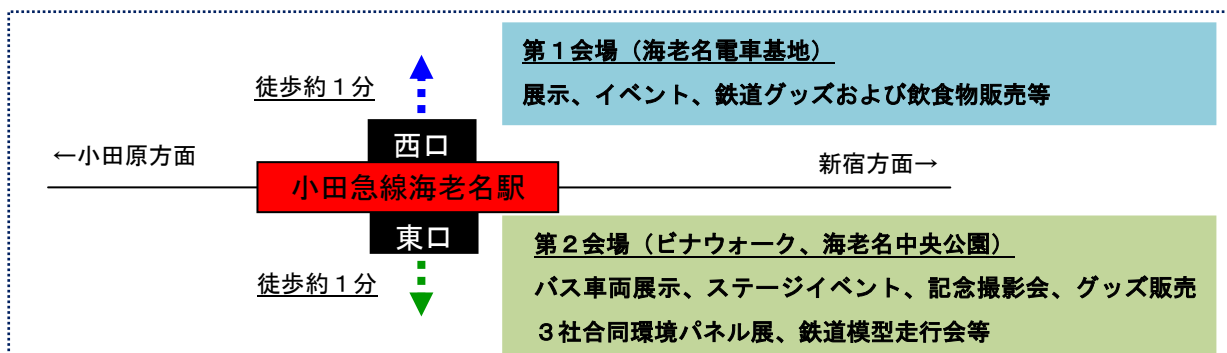 第１会場（海老名電車基地）
展示、イベント、鉄道グッズおよび飲食物販売等
徒歩約１分
西口
←小田原方面
新宿方面→
小田急線海老名駅
東口
徒歩約１分
第２会場（ビナウォーク、海老名中央公園）
バス車両展示、ステージイベント、記念撮影会、グッズ販売
３社合同環境パネル展、鉄道模型走行会等